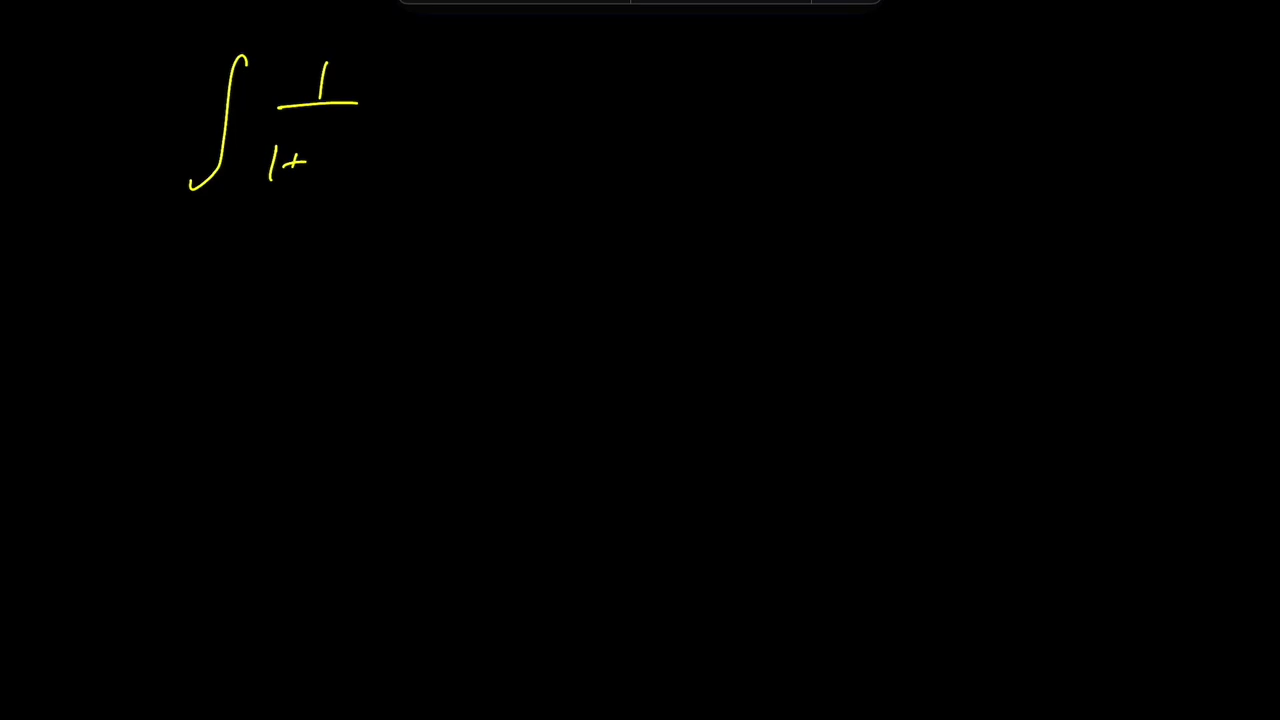 ∫ 1/(1+